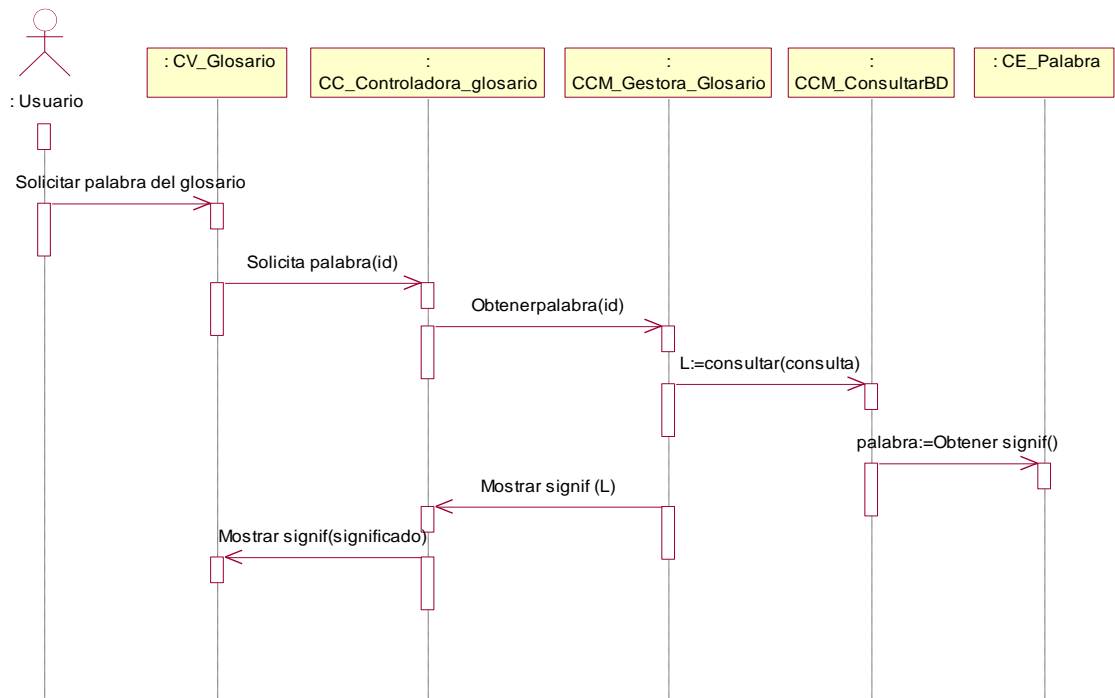 : Usuario
: CV_Glosario
:
CC_Controladora_glosario
:
CCM_Gestora_Glosario
:
CCM_ConsultarBD
: CE_Palabra
Solicitar palabra del glosario
Solicita palabra(id)
Obtenerpalabra(id)
L:=consultar(consulta)
palabra:=Obtener signif()
Mostrar signif (L)
Mostrar signif(significado)